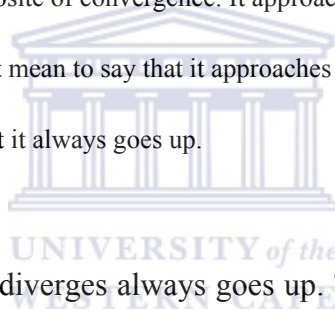 posite of convergence. It approac
t mean to say that it approaches
t it always goes up.
UNIVERSITY of the
diverges always goes up.
WESTERN CAPE